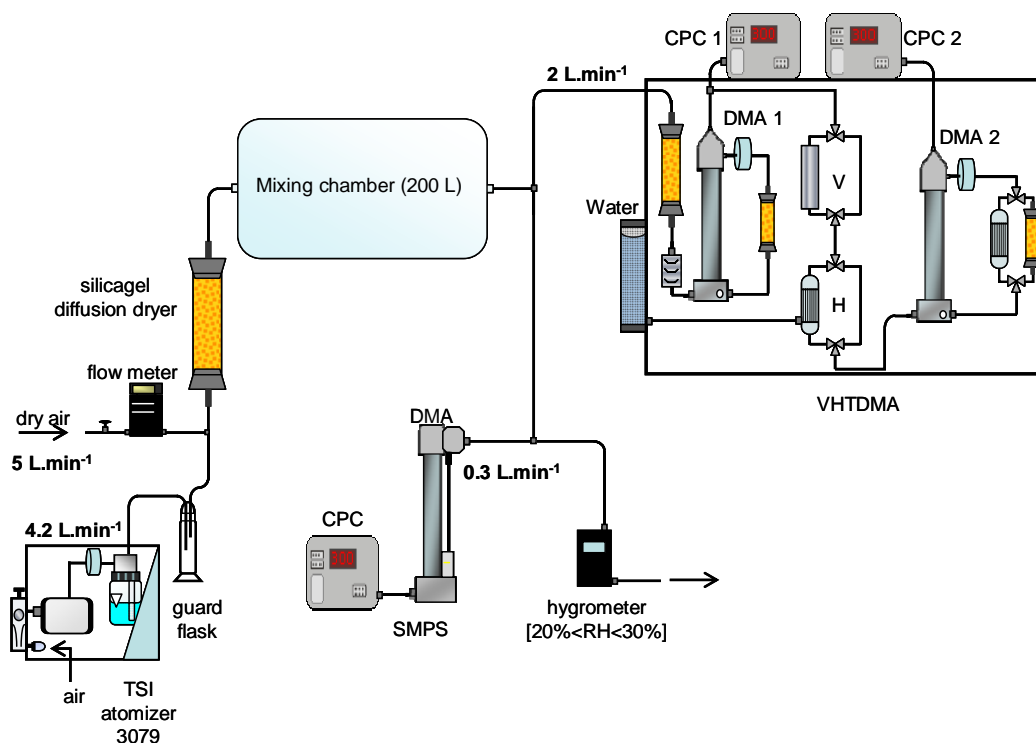 CPC 1
CPC 2
2 L.min-1
DMA 1
DMA 2
Mixing chamber (200 L)
V
Water
silicagel
diffusion dryer
H
flow meter
VHTDMA
dry air
DMA
5 L.min-1
0.3 L.min-1
CPC
4.2 L.min-1
guard
flask
hygrometer
[20%<RH<30%]
SMPS
air
TSI
atomizer
3079